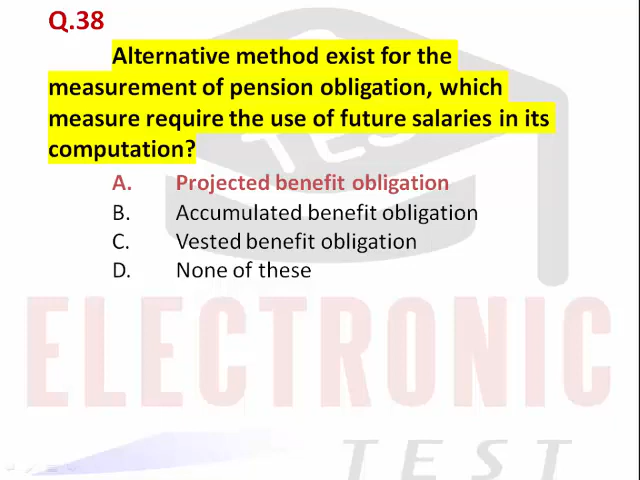 Q.38
Alternative method exist for the
measurement of pension obligation, which
measure require the use of future salaries in its
computation?
A. Projected benefit obligation
B. Accumulated benefit obligation
C. Vested benefit obligation
D. None of these
TEST
ELECTRONIC
TEST